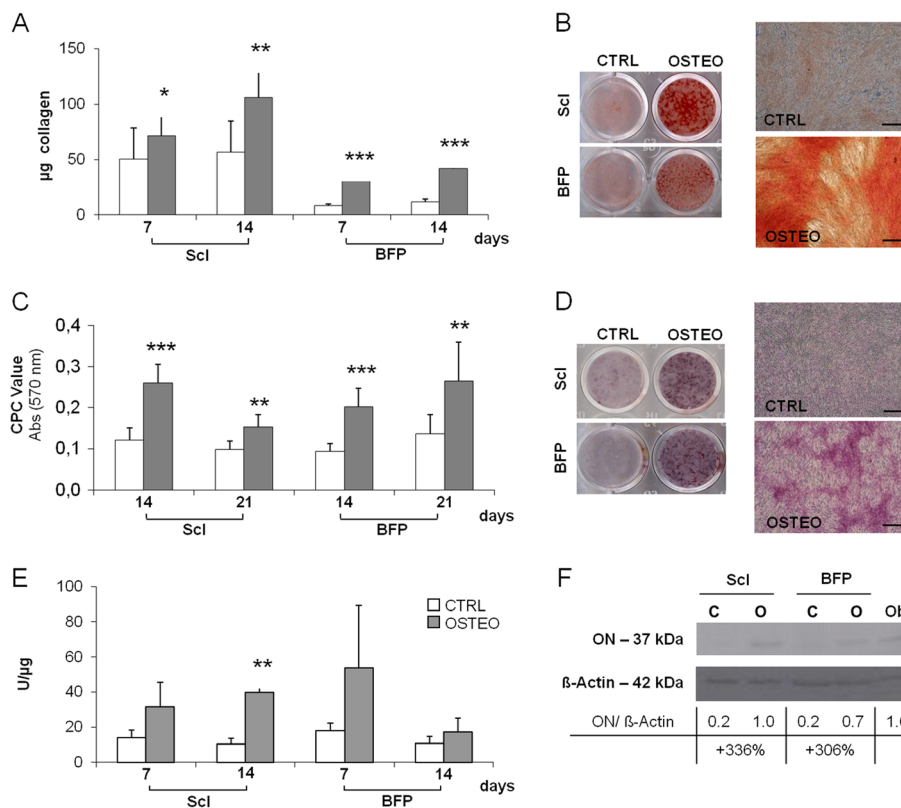 A
150
100
50
0
µg collagen
* ** *** ***
7 14 7 14
days
ScI BFP
B
CTRL OSTEO
ScI
BFP
CTRL
OSTEO
C
0,4
0,3
0,2
0,1
0,0
CPC Value
Abs (570 nm)
*** ** *** **
14 21 14 21
days
ScI BFP
D
CTRL OSTEO
ScI
BFP
CTRL
OSTEO
E
100
80
60
40
20
0
U/µg
CTRL
OSTEO
**
7 14 7 14
days
ScI BFP
F
ScI BFP
C O C O
ON – 37 kDa
ß-Actin – 42 kDa
ON/ ß-Actin 0.2 1.0 0.2 0.7
+336% +306%